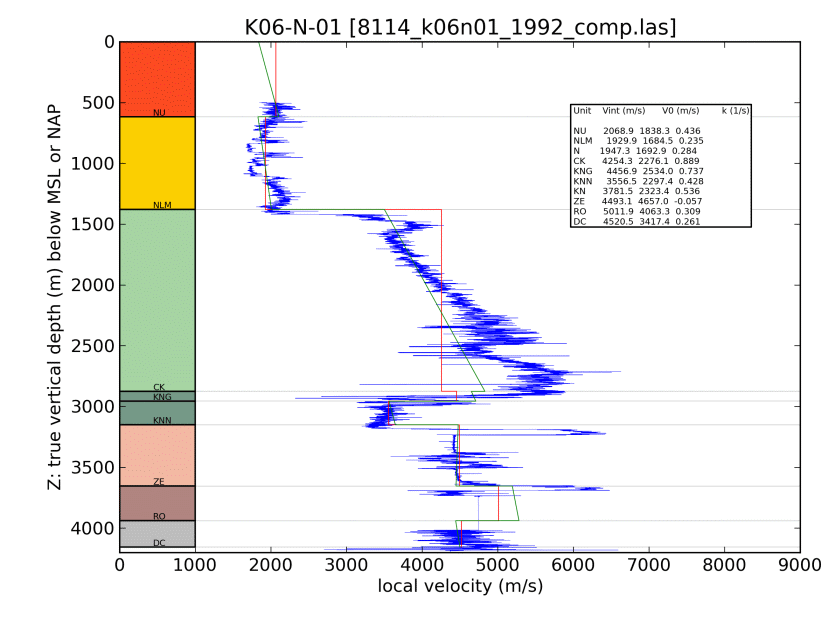 K06-N-01 [8114_k06n01_1992_comp.las]
Z: true vertical depth (m) below MSL or NAP
0
500
1000
1500
2000
2500
3000
3500
4000
NU
NLM
CK
KNG
KNN
ZE
RO
DC
Unit Vint (m/s) V0 (m/s) k (1/s)
NU 2068.9 1838.3 0.436
NLM 1929.9 1684.5 0.235
N 1947.3 1692.9 0.284
CK 4254.3 2276.1 0.889
KNG 4456.9 2534.0 0.737
KNN 3556.5 2297.4 0.428
KN 3781.5 2323.4 0.536
ZE 4493.1 4657.0 -0.057
RO 5011.9 4063.3 0.309
DC 4520.5 3417.4 0.261
0 1000 2000 3000 4000 5000 6000 7000 8000 9000
local velocity (m/s)